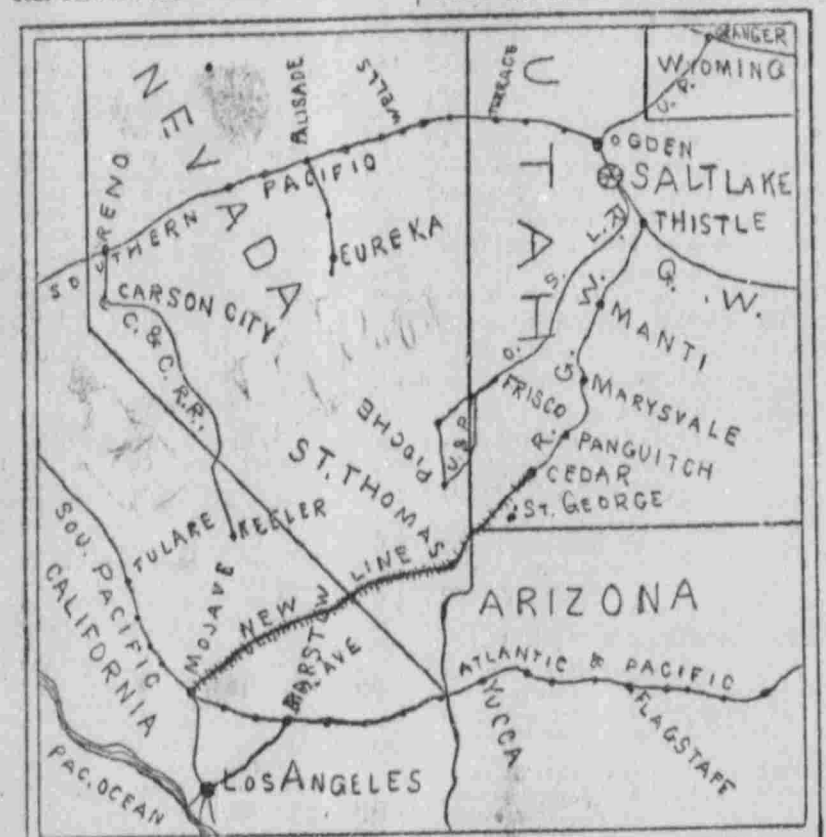 GRANGER
WYOMING
U. P.
NEVADA
PALISADE
WELLS
TERRACE
UTAH
OGDEN
SALT LAKE
THISTLE
RENO
SOUTHERN PACIFIC
EUREKA
CARSON CITY
C. & C. R.R.
O. S. L. R.
R. G. W.
MANTI
MARYSVALE
PANGUITCH
CEDAR
ST. GEORGE
FRISCO
PIOCHE
U. S. P.
ST. THOMAS
SOU. PACIFIC
TULARE
KEELER
CALIFORNIA
MOJAVE
NEW LINE
BARSTOW
ARIZONA
ATLANTIC & PACIFIC
YUCCA
FLAGSTAFF
LOS ANGELES
PAC. OCEAN